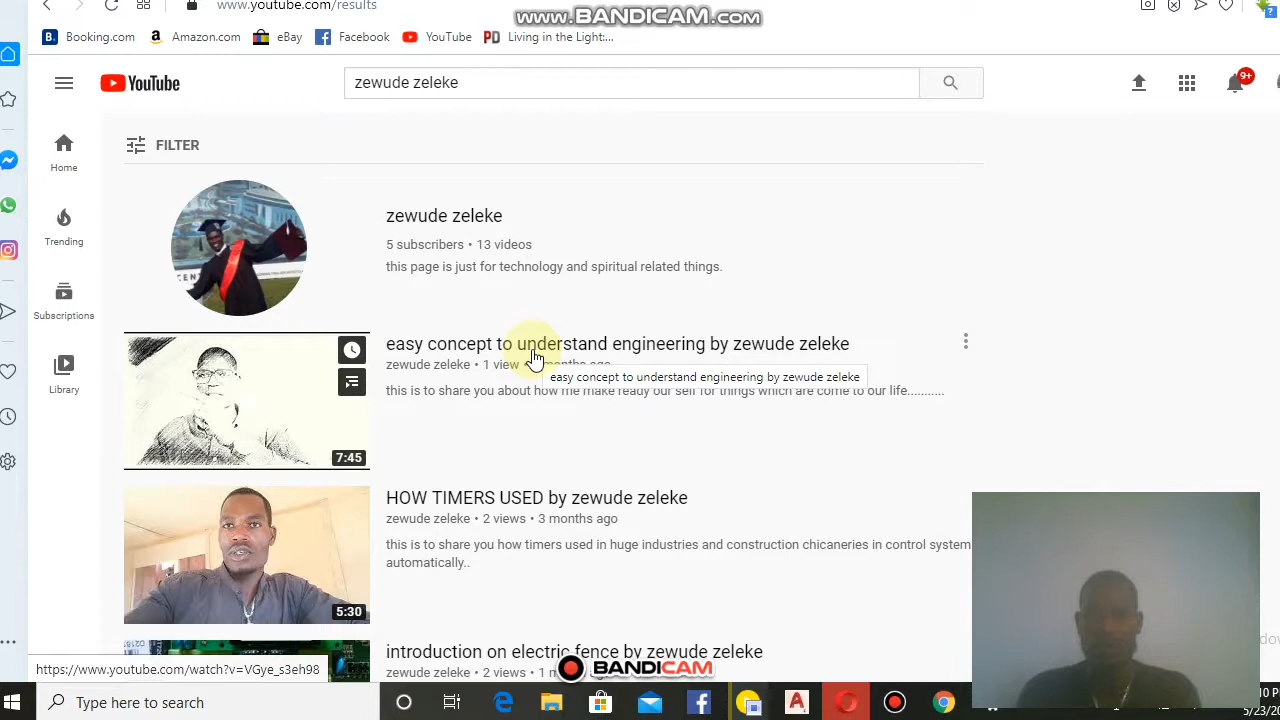 www.youtube.com/results
www.BANDICAM.com
Booking.com
Amazon.com
eBay
Facebook
YouTube
PD Living in the Light:...
YouTube
zewude zeleke
9+
FILTER
Home
Trending
Subscriptions
Library
zewude zeleke
5 subscribers • 13 videos
this page is just for technology and spiritual related things.
easy concept to understand engineering by zewude zeleke
zewude zeleke • 1 view
months ago
easy concept to understand engineering by zewude zeleke
this is to share you about how me make ready our self for things which are come to our life...........
7:45
HOW TIMERS USED by zewude zeleke
zewude zeleke • 2 views • 3 months ago
this is to share you how timers used in huge industries and construction chicaneries in control system
automatically..
5:30
introduction on electric fence by zewude zeleke
zewude zeleke • 2 views
BANDICAM
https://www.youtube.com/watch?v=VGye_s3eh98
Type here to search